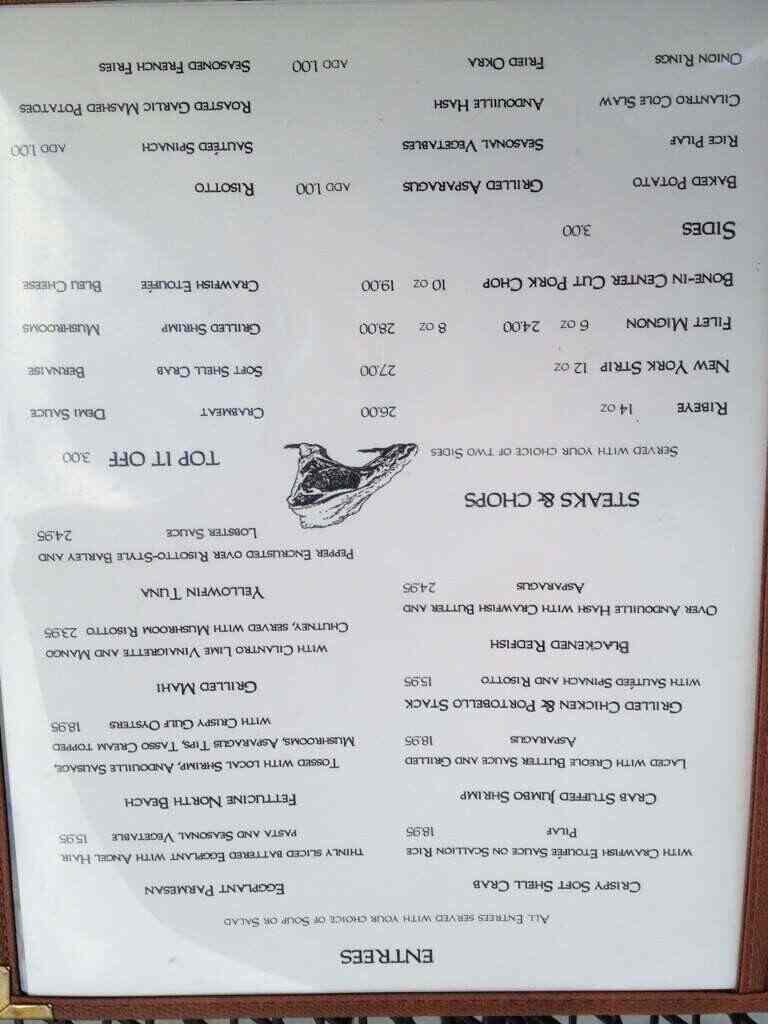 ENTREES
ALL ENTREES SERVED WITH YOUR CHOICE OF SOUP OR SALAD
CRISPY SOFT SHELL CRAB
WITH CRAWFISH ETOUFÉE SAUCE ON SCALLION RICE
PILAF 18.95
CRAB STUFFED JUMBO SHRIMP
LACED WITH CREOLE BUTTER SAUCE AND GRILLED
ASPARAGUS 18.95
GRILLED CHICKEN & PORTOBELLO STACK
WITH SAUTÉED SPINACH AND RISOTTO 15.95
BLACKENED REDFISH
OVER ANDOUILLE HASH WITH CRAWFISH BUTTER AND
ASPARAGUS 24.95
EGGPLANT PARMESAN
THINLY SLICED BATTERED EGGPLANT WITH ANGEL HAIR
PASTA AND SEASONAL VEGETABLE 15.95
FETTUCINE NORTH BEACH
TOSSED WITH LOCAL SHRIMP, ANDOUILLE SAUSAGE,
MUSHROOMS, ASPARAGUS TIPS, TASSO CREAM TOPPED
WITH CRISPY GULF OYSTERS 18.95
GRILLED MAHI
WITH CILANTRO LIME VINAIGRETTE AND MANGO
CHUTNEY, SERVED WITH MUSHROOM RISOTTO 23.95
YELLOWFIN TUNA
PEPPER ENCRUSTED OVER RISOTTO-STYLE BARLEY AND
LOBSTER SAUCE 24.95
STEAKS & CHOPS
SERVED WITH YOUR CHOICE OF TWO SIDES
RIBEYE 14 OZ 26.00
NEW YORK STRIP 12 OZ 27.00
FILET MIGNON 6 OZ 24.00 8 OZ 28.00
BONE-IN CENTER CUT PORK CHOP 10 OZ 19.00
TOP IT OFF 3.00
CRABMEAT DEMI SAUCE
SOFT SHELL CRAB BERNAISE
GRILLED SHRIMP MUSHROOMS
CRAWFISH ETOUFÉE BLEU CHEESE
SIDES 3.00
BAKED POTATO GRILLED ASPARAGUS ADD 1.00 RISOTTO
RICE PILAF SEASONAL VEGETABLES SAUTÉED SPINACH ADD 1.00
CILANTRO COLE SLAW ANDOUILLE HASH ROASTED GARLIC MASHED POTATOES
ONION RINGS FRIED OKRA ADD 1.00 SEASONED FRENCH FRIES